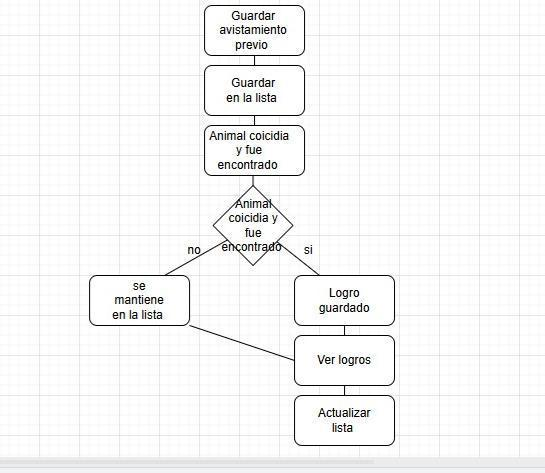 Guardar
avistamiento
previo
Guardar
en la lista
Animal coicidia
y fue
encontrado
Animal
coicidia y
fue
encontrado
no
si
se
mantiene
en la lista
Logro
guardado
Ver logros
Actualizar
lista